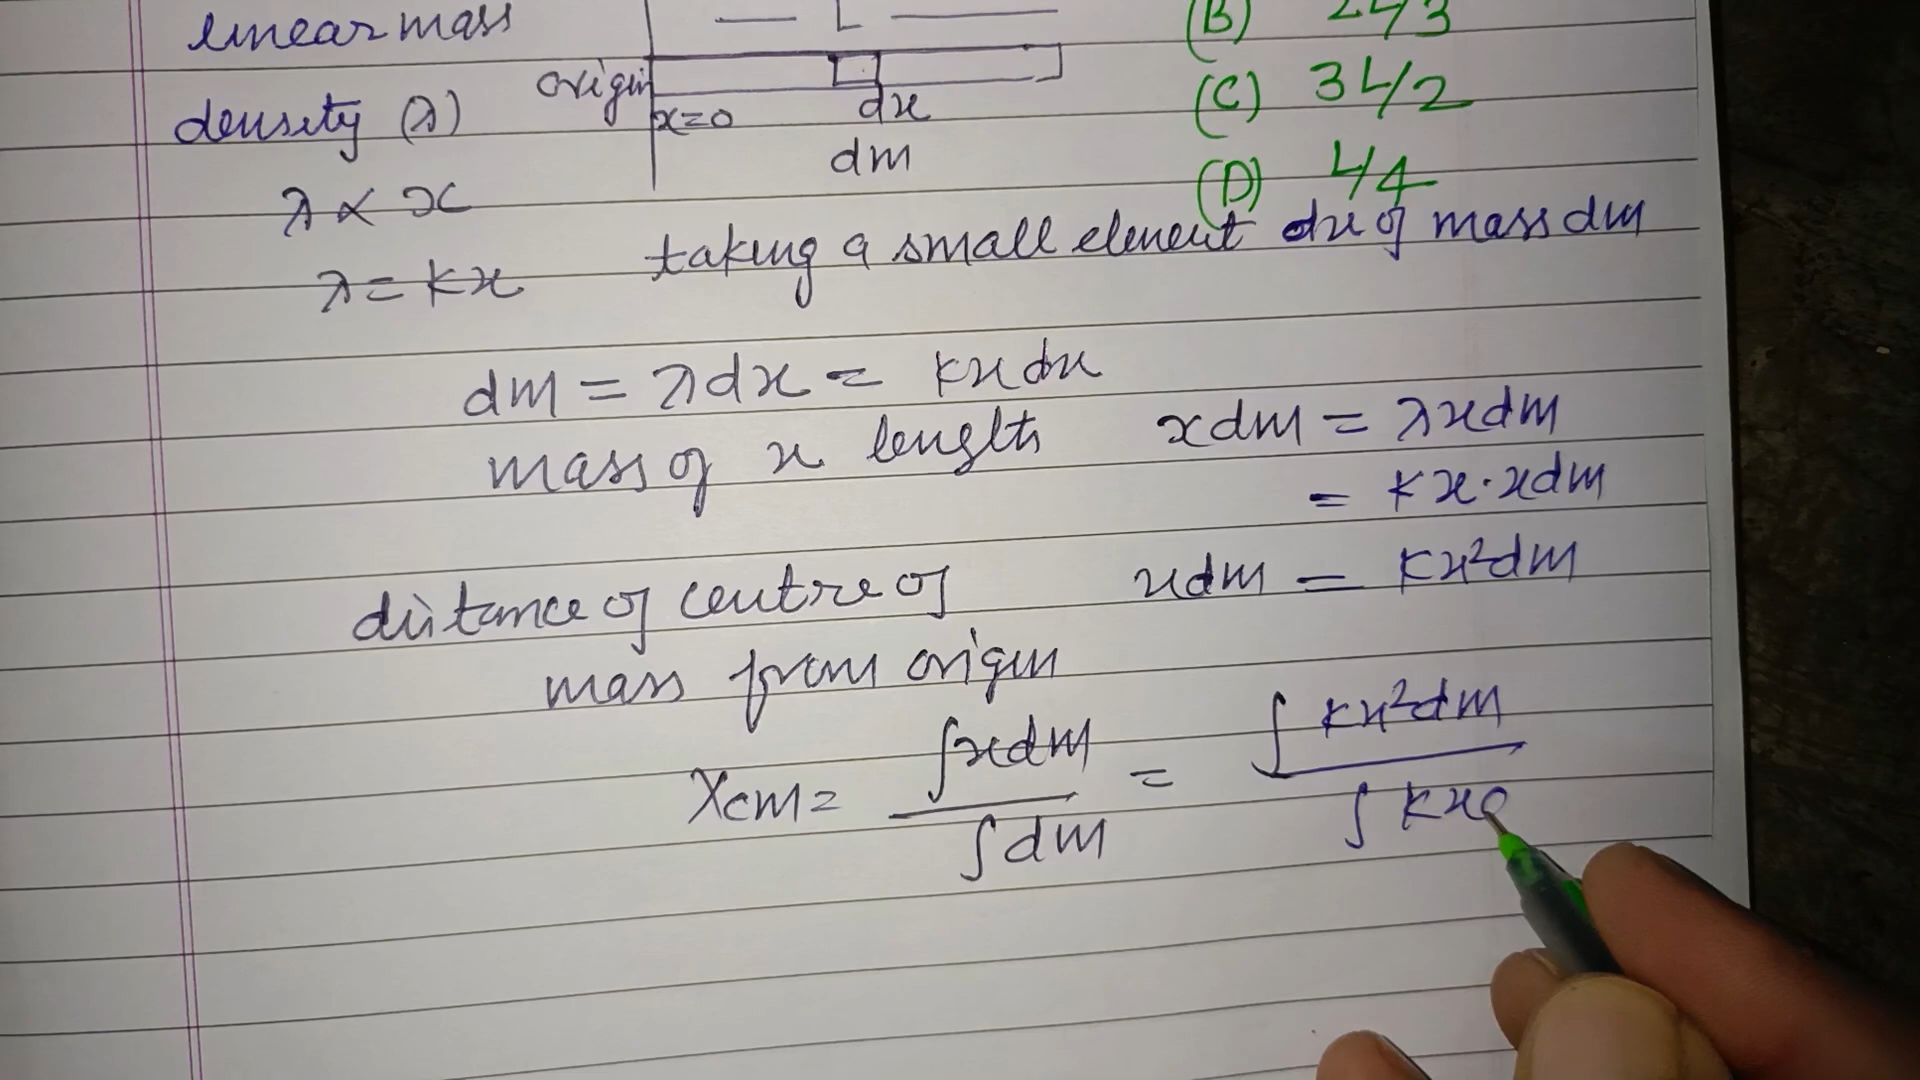 linear mass
density (λ)
λ ∝ x
λ = kx
L
origin
x=0
dx
dm
(B) 2L/3
(C) 3L/2
(D) L/4
taking a small element dx of mass dm
dm = λdx = kxdx
mass of x length xdm = λxdm
= kx·xdm
distance of centre of xdm = kx²dm
mass from origin
Xcm = ∫xdm / ∫dm = ∫kx²dm / ∫kx